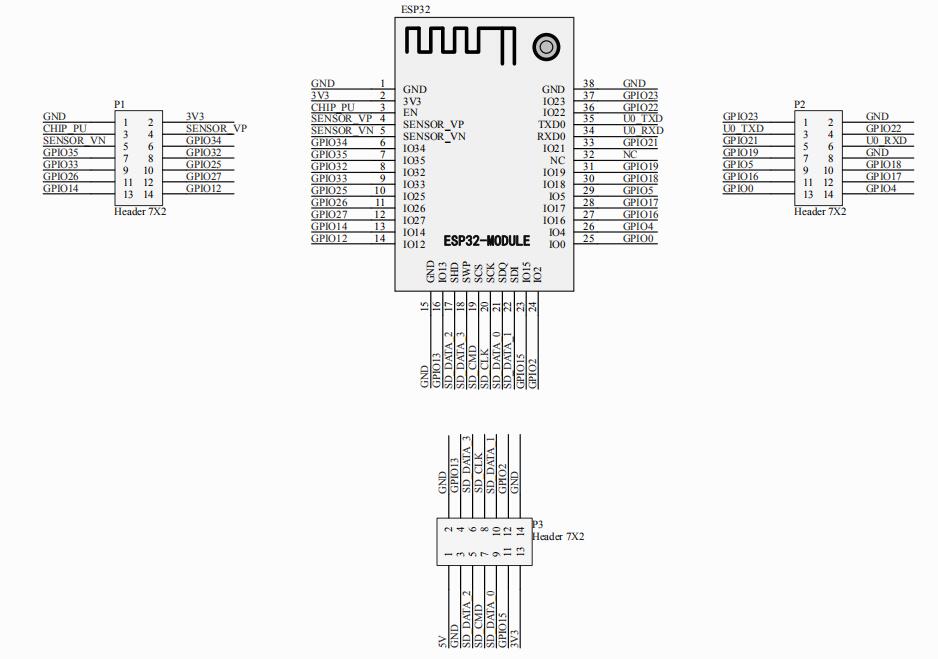 ESP32
GND 1 GND
3V3 2 3V3
CHIP_PU 3 EN
SENSOR_VP 4 SENSOR_VP
SENSOR_VN 5 SENSOR_VN
GPIO34 6 IO34
GPIO35 7 IO35
GPIO32 8 IO32
GPIO33 9 IO33
GPIO25 10 IO25
GPIO26 11 IO26
GPIO27 12 IO27
GPIO14 13 IO14
GPIO12 14 IO12
GND 38 GND
IO23 37 GPIO23
IO22 36 GPIO22
TXD0 35 U0_TXD
RXD0 34 U0_RXD
IO21 33 GPIO21
NC 32 NC
IO19 31 GPIO19
IO18 30 GPIO18
IO5 29 GPIO5
IO17 28 GPIO17
IO16 27 GPIO16
IO4 26 GPIO4
IO0 25 GPIO0
ESP32-MODULE
GND 15 GND
IO13 16 GPIO13
SHD 17 SD_DATA_2
SWP 18 SD_DATA_3
SCS 19 SD_CMD
SCK 20 SD_CLK
SDQ 21 SD_DATA_0
SDI 22 SD_DATA_1
IO15 23 GPIO15
IO2 24 GPIO2
P1
GND 1 2 3V3
CHIP_PU 3 4 SENSOR_VP
SENSOR_VN 5 6 GPIO34
GPIO35 7 8 GPIO32
GPIO33 9 10 GPIO25
GPIO26 11 12 GPIO27
GPIO14 13 14 GPIO12
Header 7X2
P2
GPIO23 1 2 GND
U0_TXD 3 4 GPIO22
GPIO21 5 6 U0_RXD
GPIO19 7 8 GND
GPIO5 9 10 GPIO18
GPIO16 11 12 GPIO17
GPIO0 13 14 GPIO4
Header 7X2
P3
Header 7X2
5V 1 2 GND
GND 3 4 GPIO13
SD_DATA_2 5 6 SD_DATA_3
SD_CMD 7 8 SD_CLK
SD_DATA_0 9 10 SD_DATA_1
GPIO15 11 12 GPIO2
3V3 13 14 GND